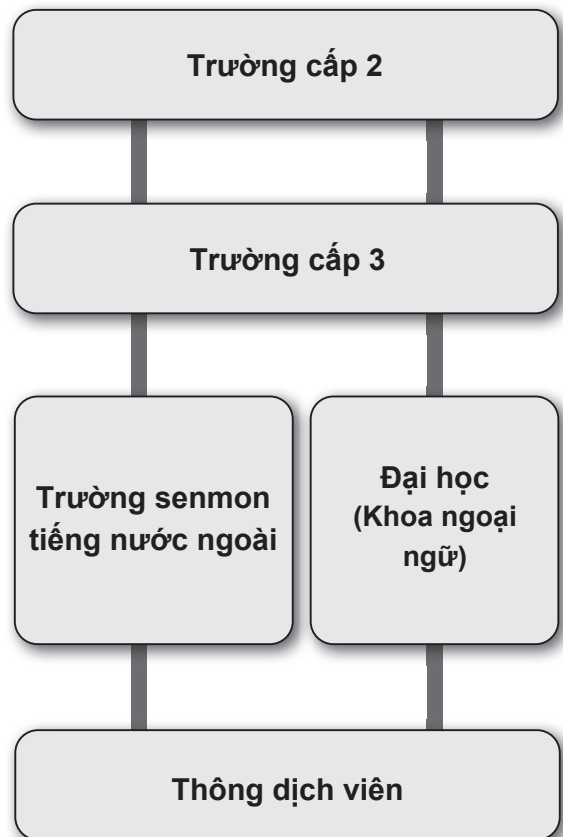 Trường cấp 2
Trường cấp 3
Trường senmon
tiếng nước ngoài
Đại học
(Khoa ngoại
ngữ)
Thông dịch viên